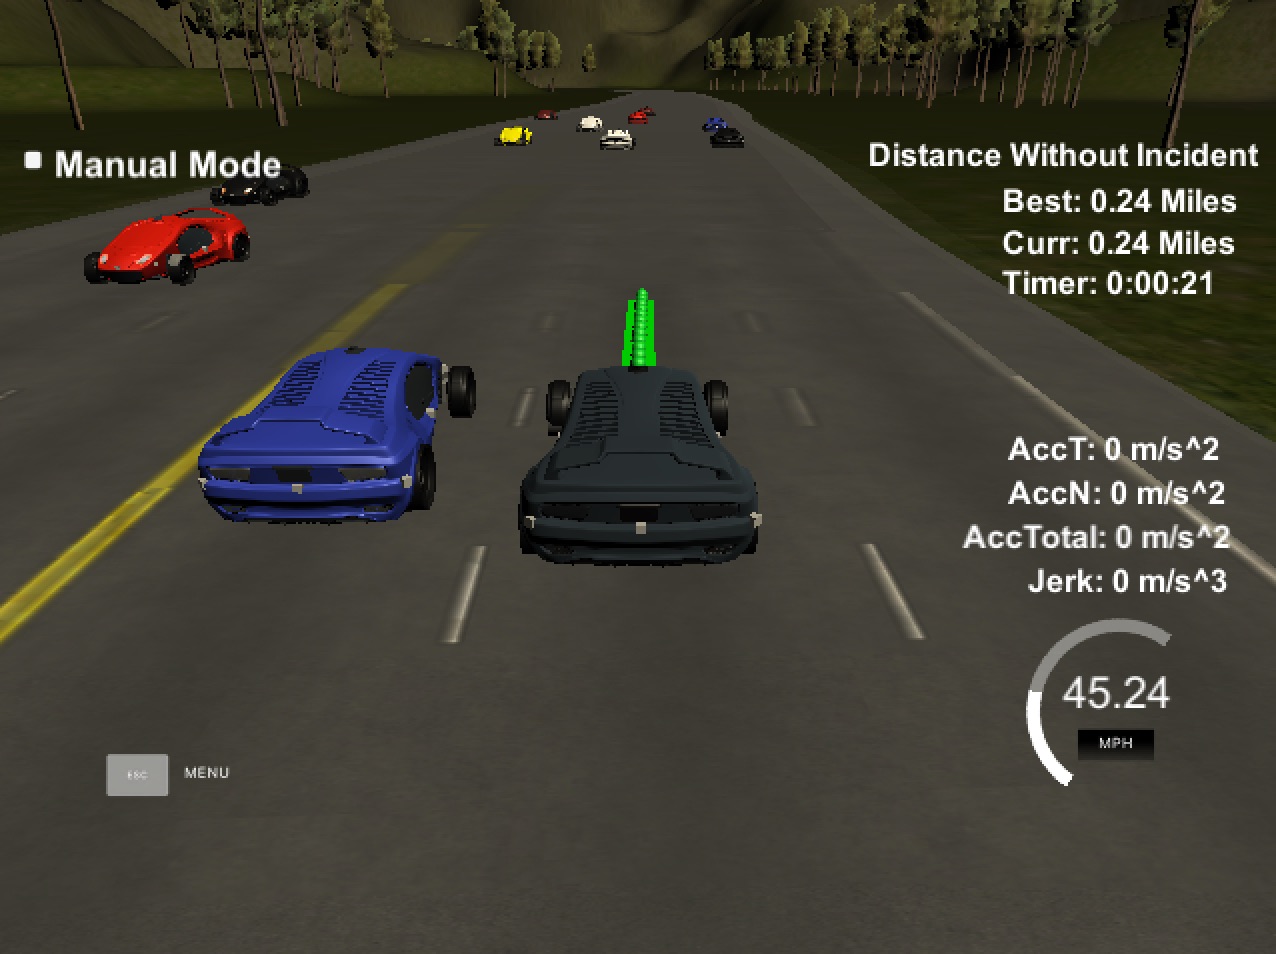 Manual Mode
Distance Without Incident
Best: 0.24 Miles
Curr: 0.24 Miles
Timer: 0:00:21
AccT: 0 m/s^2
AccN: 0 m/s^2
AccTotal: 0 m/s^2
Jerk: 0 m/s^3
45.24
MPH
ESC MENU